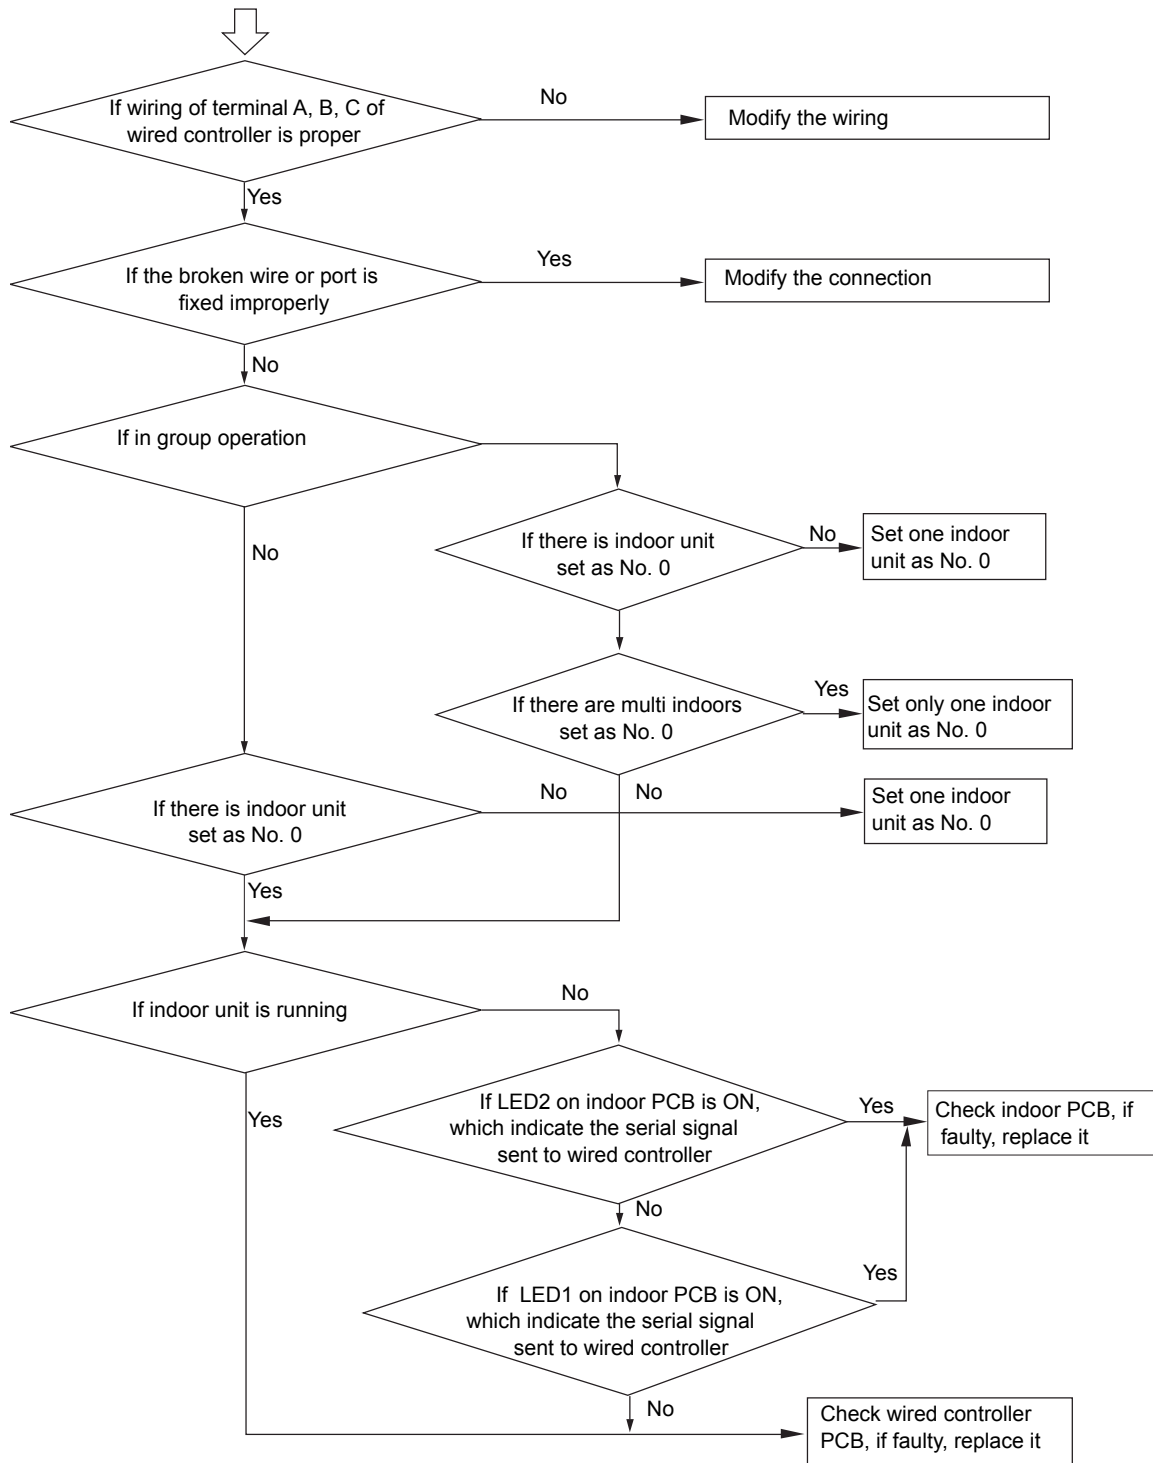 If wiring of terminal A, B, C of
wired controller is proper
No
Modify the wiring
Yes
If the broken wire or port is
fixed improperly
Yes
Modify the connection
No
If in group operation
No
If there is indoor unit
set as No. 0
No
Set one indoor
unit as No. 0
If there are multi indoors
set as No. 0
Yes
Set only one indoor
unit as No. 0
If there is indoor unit
set as No. 0
No
No
Set one indoor
unit as No. 0
Yes
If indoor unit is running
No
Yes
If LED2 on indoor PCB is ON,
which indicate the serial signal
sent to wired controller
Yes
Check indoor PCB, if
faulty, replace it
No
If LED1 on indoor PCB is ON,
which indicate the serial signal
sent to wired controller
Yes
No
Check wired controller
PCB, if faulty, replace it